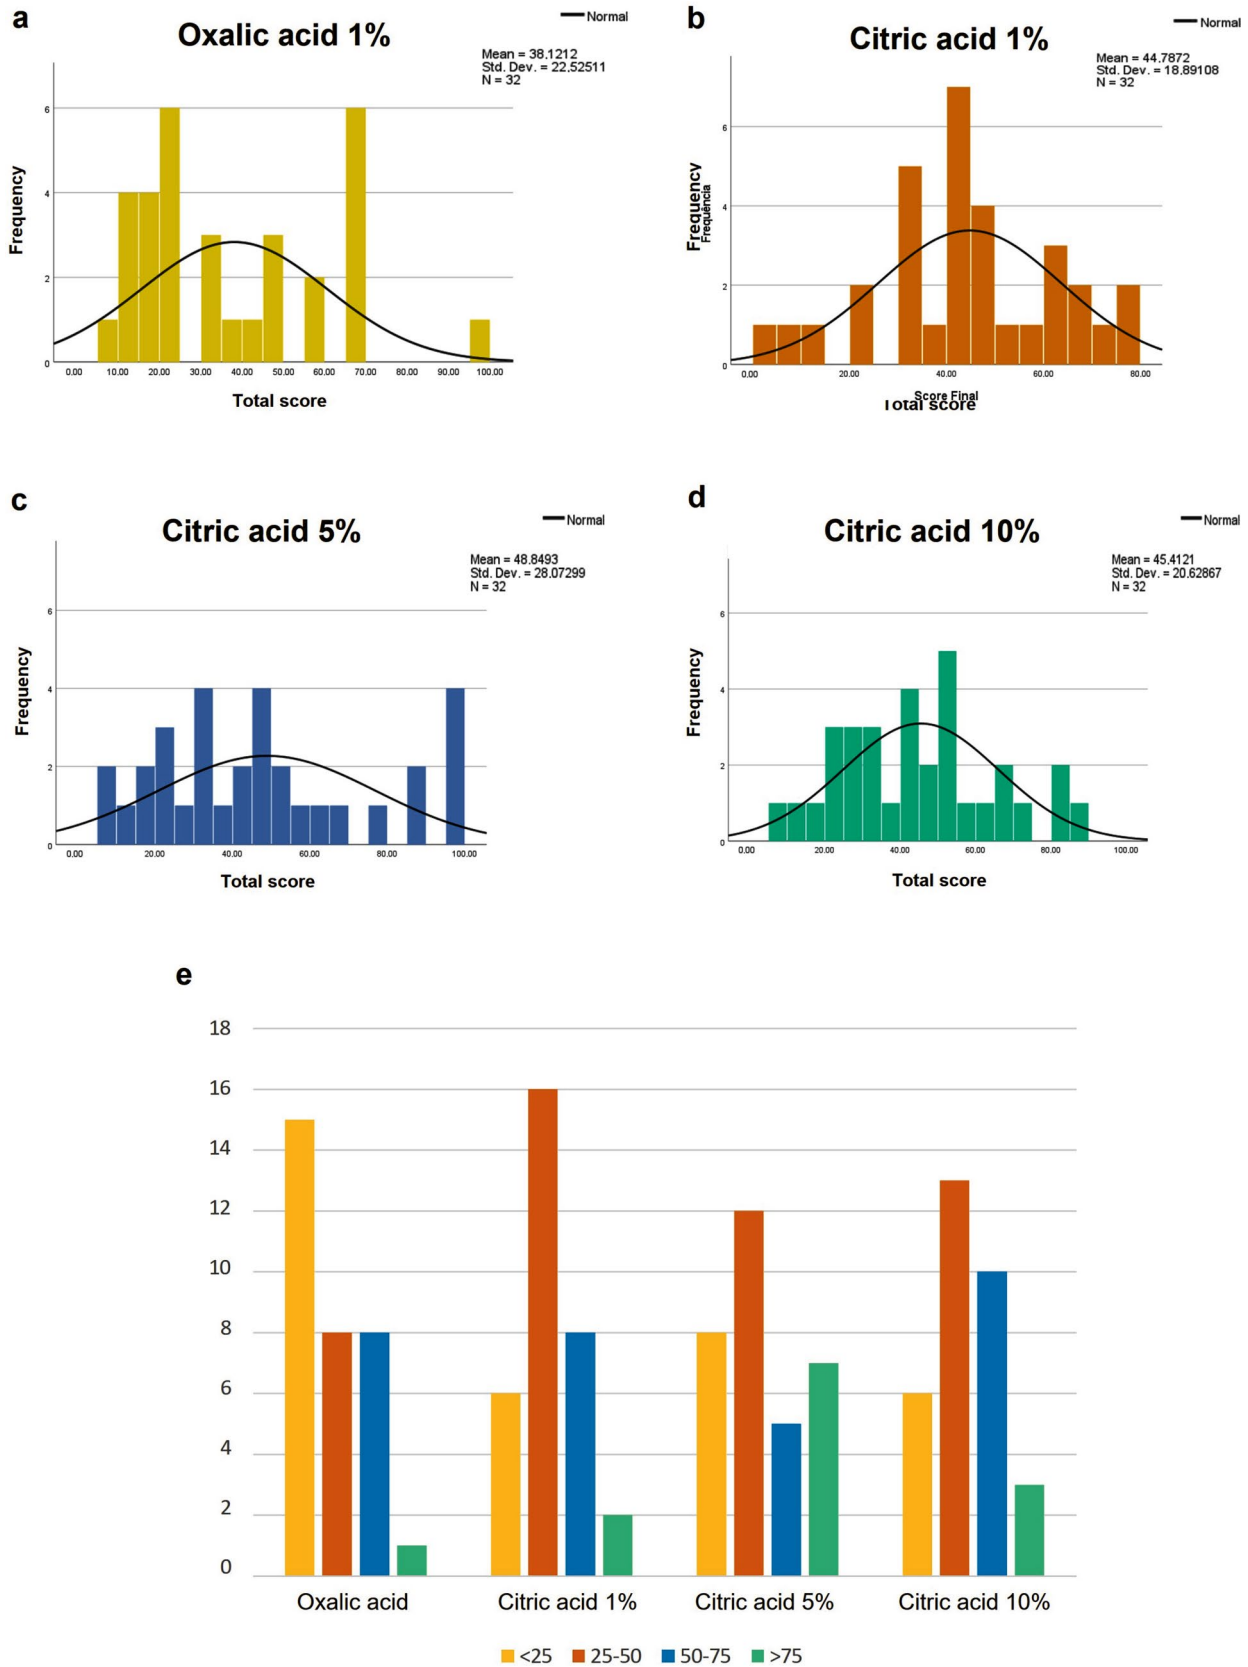 a
Oxalic acid 1%
Normal
Mean = 38.1212
Std. Dev. = 22.52511
N = 32
Frequency
6
4
2
0
0.00 10.00 20.00 30.00 40.00 50.00 60.00 70.00 80.00 90.00 100.00
Total score
b
Citric acid 1%
Normal
Mean = 44.7872
Std. Dev. = 18.89108
N = 32
Frequency
Frequência
6
4
2
0
0.00 20.00 40.00 60.00 80.00
Score Final
Total score
c
Citric acid 5%
Normal
Mean = 48.8493
Std. Dev. = 28.07299
N = 32
Frequency
6
4
2
0
0.00 20.00 40.00 60.00 80.00 100.00
Total score
d
Citric acid 10%
Normal
Mean = 45.4121
Std. Dev. = 20.62867
N = 32
Frequency
6
4
2
0
0.00 20.00 40.00 60.00 80.00 100.00
Total score
e
18
16
14
12
10
8
6
4
2
0
Oxalic acid Citric acid 1% Citric acid 5% Citric acid 10%
<25 25-50 50-75 >75